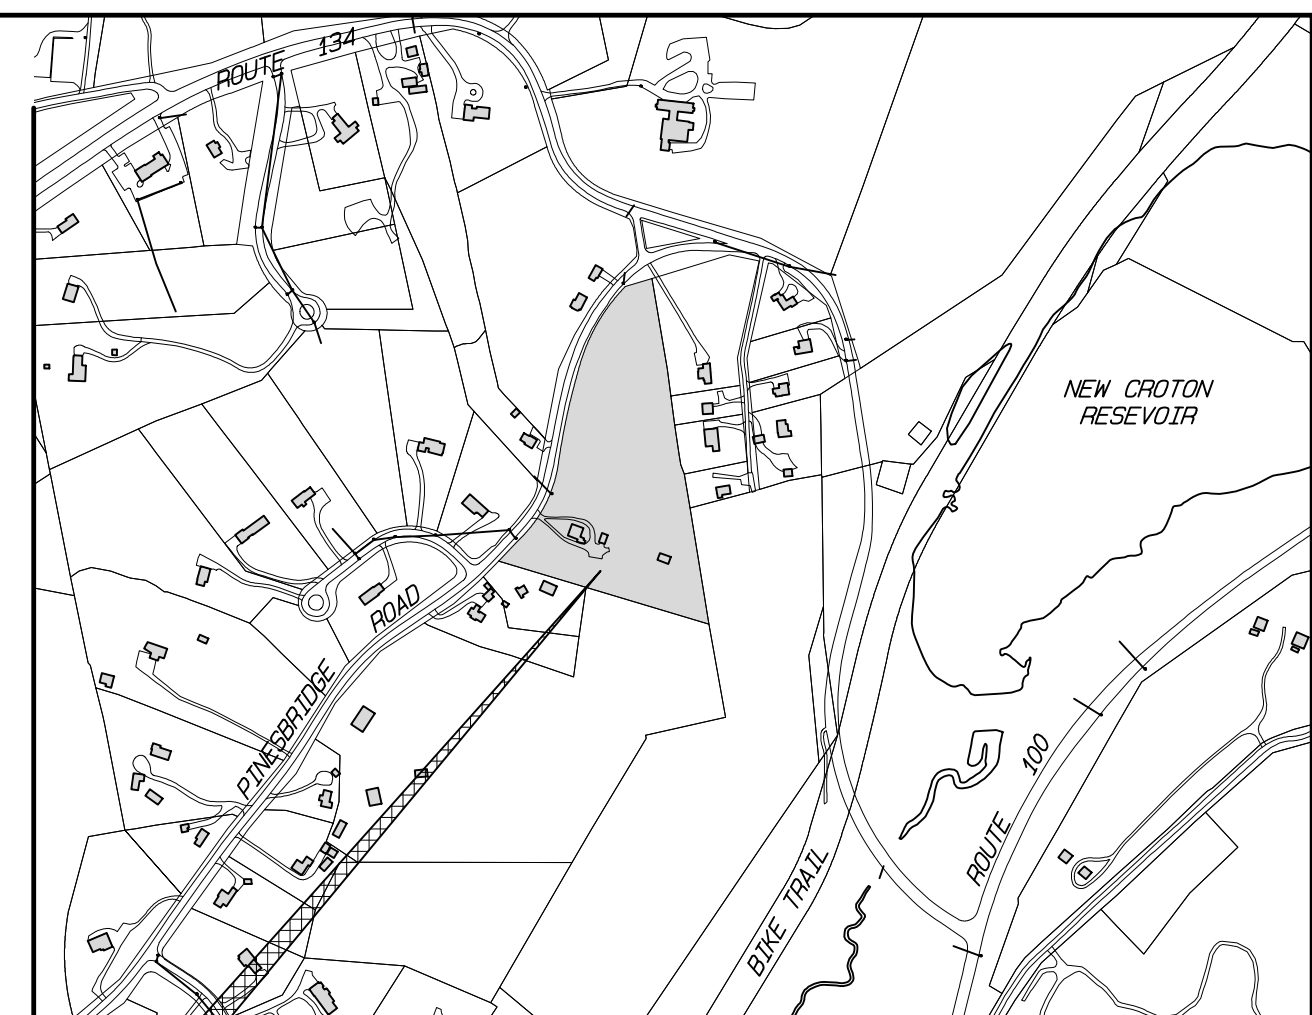 ROUTE 134
NEW CROTON
RESEVOIR
PINESBRIDGE ROAD
ROUTE 100
BIKE TRAIL